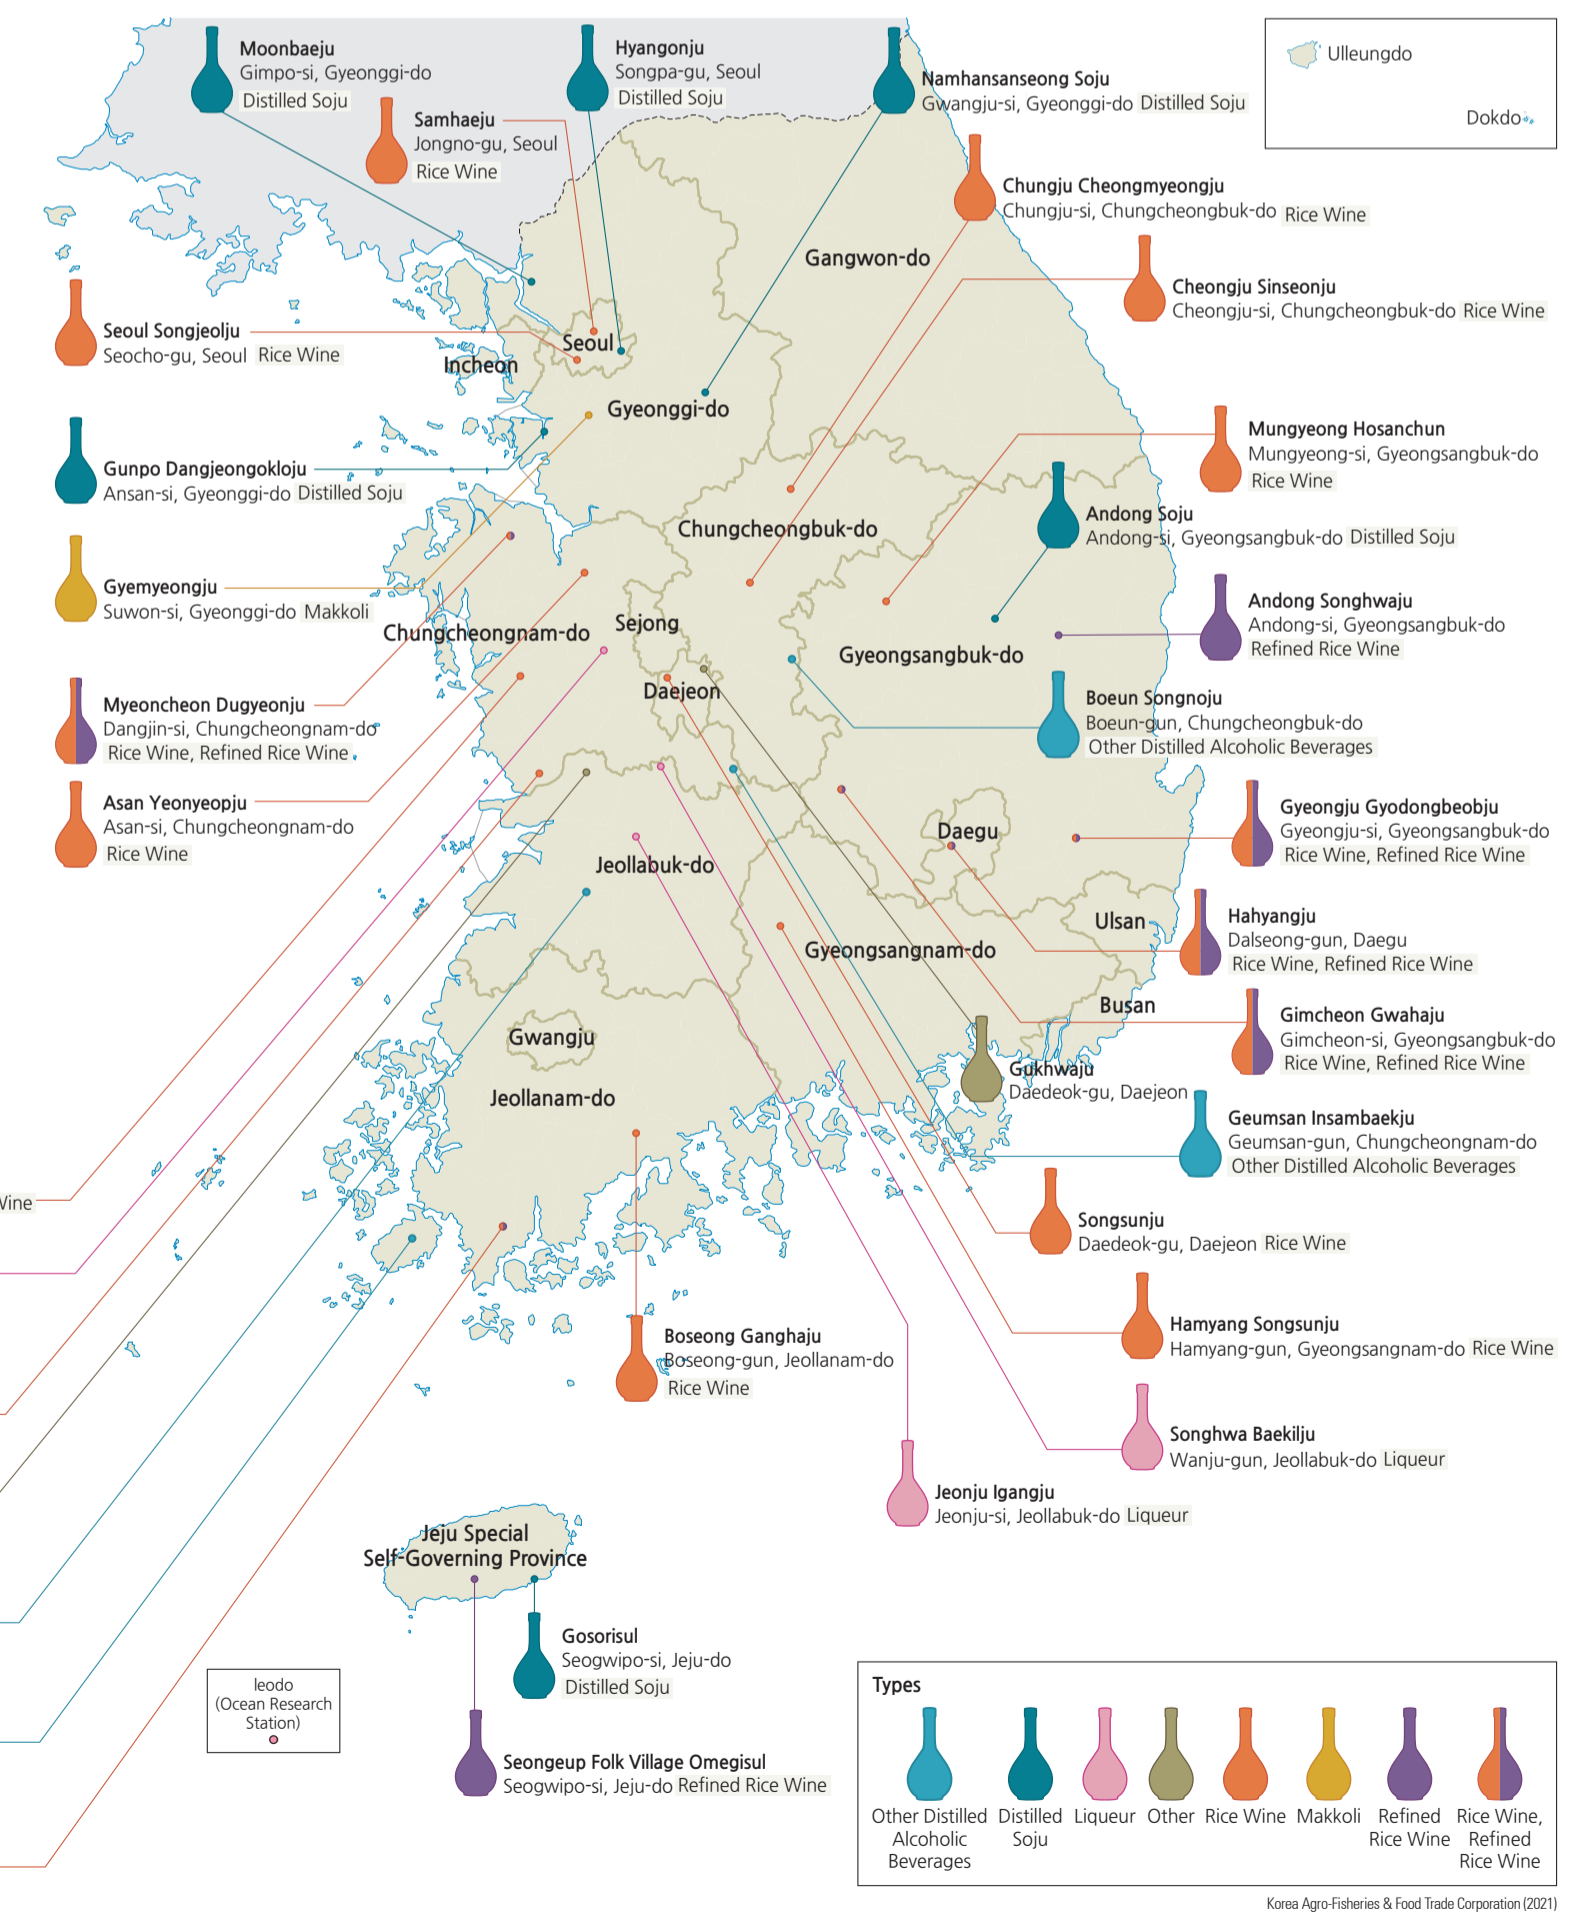 Moonbaeju
Gimpo-si, Gyeonggi-do
Distilled Soju
Hyangonju
Songpa-gu, Seoul
Distilled Soju
Namhansanseong Soju
Gwangju-si, Gyeonggi-do Distilled Soju
Ulleungdo
Dokdo
Samhaeju
Jongno-gu, Seoul
Rice Wine
Chungju Cheongmyeongju
Chungju-si, Chungcheongbuk-do Rice Wine
Gangwon-do
Cheongju Sinseonju
Cheongju-si, Chungcheongbuk-do Rice Wine
Seoul Songjeolju
Seocho-gu, Seoul Rice Wine
Seoul
Incheon
Gyeonggi-do
Mungyeong Hosanchun
Mungyeong-si, Gyeongsangbuk-do
Rice Wine
Gunpo Dangjeongokloju
Ansan-si, Gyeonggi-do Distilled Soju
Chungcheongbuk-do
Andong Soju
Andong-si, Gyeongsangbuk-do Distilled Soju
Gyemyeongju
Suwon-si, Gyeonggi-do Makkoli
Chungcheongnam-do
Sejong
Andong Songhwaju
Andong-si, Gyeongsangbuk-do
Refined Rice Wine
Gyeongsangbuk-do
Daejeon
Myeoncheon Dugyeonju
Dangjin-si, Chungcheongnam-do
Rice Wine, Refined Rice Wine
Boeun Songnoju
Boeun-gun, Chungcheongbuk-do
Other Distilled Alcoholic Beverages
Asan Yeonyeopju
Asan-si, Chungcheongnam-do
Rice Wine
Gyeongju Gyodongbeobju
Gyeongju-si, Gyeongsangbuk-do
Rice Wine, Refined Rice Wine
Daegu
Jeollabuk-do
Ulsan
Hahyangju
Dalseong-gun, Daegu
Rice Wine, Refined Rice Wine
Gyeongsangnam-do
Busan
Gimcheon Gwahaju
Gimcheon-si, Gyeongsangbuk-do
Rice Wine, Refined Rice Wine
Gwangju
Gukhwaju
Daedeok-gu, Daejeon
Jeollanam-do
Geumsan Insambaekju
Geumsan-gun, Chungcheongnam-do
Other Distilled Alcoholic Beverages
Wine
Songsunju
Daedeok-gu, Daejeon Rice Wine
Boseong Ganghaju
Boseong-gun, Jeollanam-do
Rice Wine
Hamyang Songsunju
Hamyang-gun, Gyeongsangnam-do Rice Wine
Songhwa Baekilju
Wanju-gun, Jeollabuk-do Liqueur
Jeonju Igangju
Jeonju-si, Jeollabuk-do Liqueur
Jeju Special
Self-Governing Province
Gosorisul
Seogwipo-si, Jeju-do
Distilled Soju
Ieodo
(Ocean Research
Station)
Seongeup Folk Village Omegisul
Seogwipo-si, Jeju-do Refined Rice Wine
Types
Other Distilled
Alcoholic
Beverages
Distilled
Soju
Liqueur
Other
Rice Wine
Makkoli
Refined
Rice Wine
Rice Wine,
Refined
Rice Wine
Korea Agro-Fisheries & Food Trade Corporation (2021)